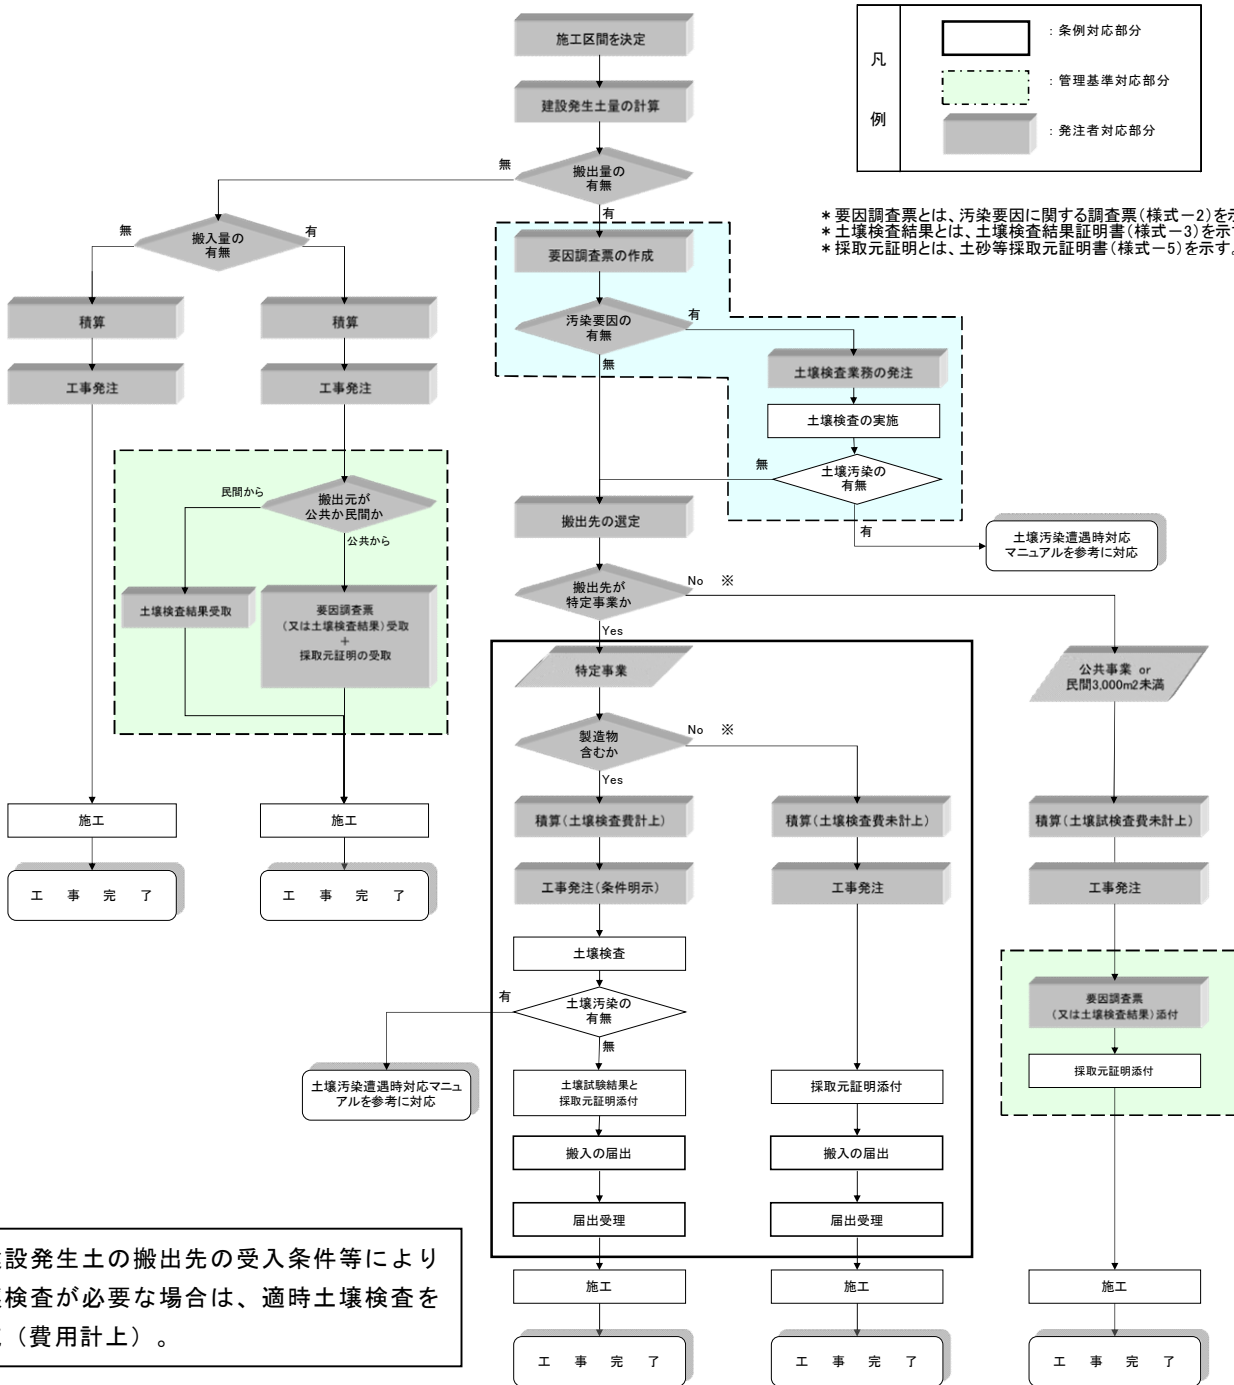 施工区間を決定
建設発生土量の計算
搬出量の
有無
無
有
凡
例
：条例対応部分
：管理基準対応部分
：発注者対応部分
＊要因調査票とは、汚染要因に関する調査票（様式－2）を
＊土壌検査結果とは、土壌検査結果証明書（様式－3）を示
＊採取元証明とは、土砂等採取元証明書（様式－5）を示す。
搬入量の
有無
無
有
積算
工事発注
積算
工事発注
民間から
搬出元が
公共か民間か
公共から
土壌検査結果受取
要因調査票
（又は土壌検査結果）受取
＋
採取元証明の受取
施工
工 事 完 了
施工
工 事 完 了
要因調査票の作成
汚染要因の
有無
有
無
土壌検査業務の発注
土壌検査の実施
土壌汚染の
有無
無
有
土壌汚染遭遇時対応
マニュアルを参考に対応
搬出先の選定
搬出先が
特定事業か
No ※
Yes
特定事業
製造物
含むか
No ※
Yes
積算（土壌検査費計上）
工事発注（条件明示）
土壌検査
土壌汚染の
有無
有
無
土壌汚染遭遇時対応マニュ
アルを参考に対応
土壌試験結果と
採取元証明添付
搬入の届出
届出受理
施工
工 事 完 了
積算（土壌検査費未計上）
工事発注
採取元証明添付
搬入の届出
届出受理
施工
工 事 完 了
公共事業 or
民間3,000m2未満
積算（土壌試験費未計上）
工事発注
要因調査票
（又は土壌検査結果）添付
採取元証明添付
施工
工 事 完 了
設発生土の搬出先の受入条件等により
検査が必要な場合は、適時土壌検査を
（費用計上）。